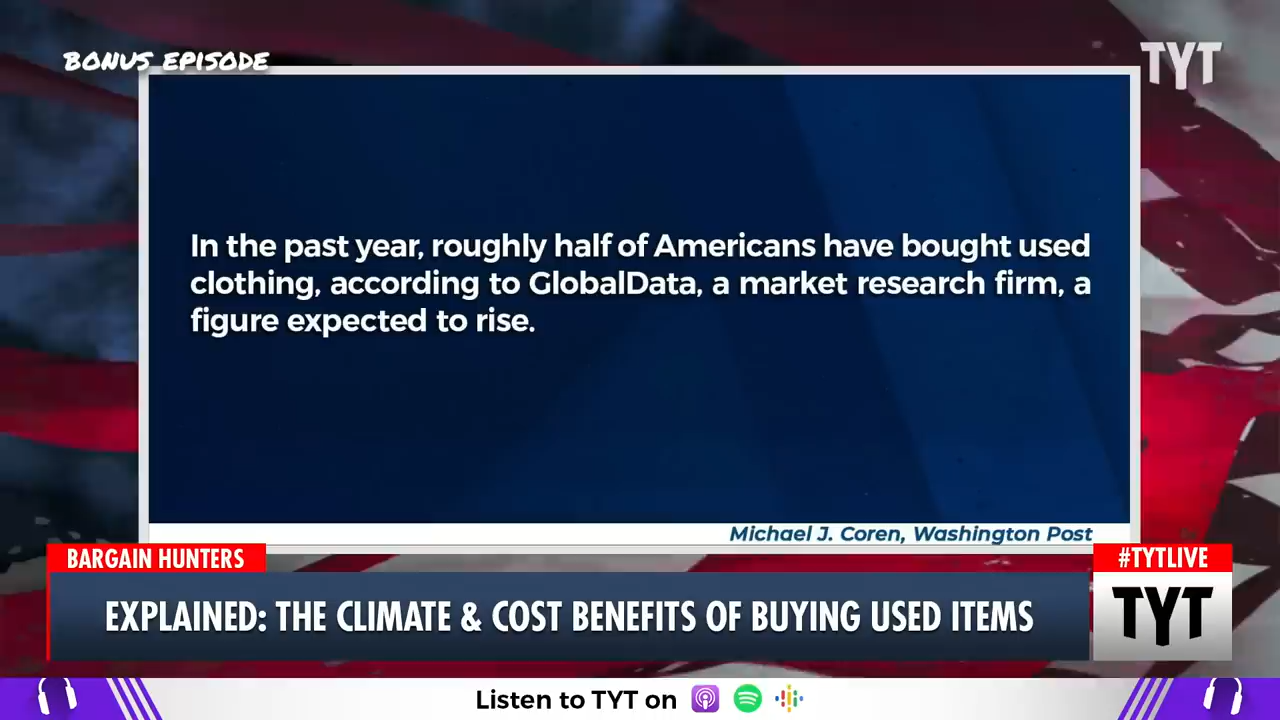 BONUS EPISODE
TYT
In the past year, roughly half of Americans have bought used
clothing, according to GlobalData, a market research firm, a
figure expected to rise.
Michael J. Coren, Washington Post
BARGAIN HUNTERS
#TYTLIVE
EXPLAINED: THE CLIMATE & COST BENEFITS OF BUYING USED ITEMS
TYT
Listen to TYT on